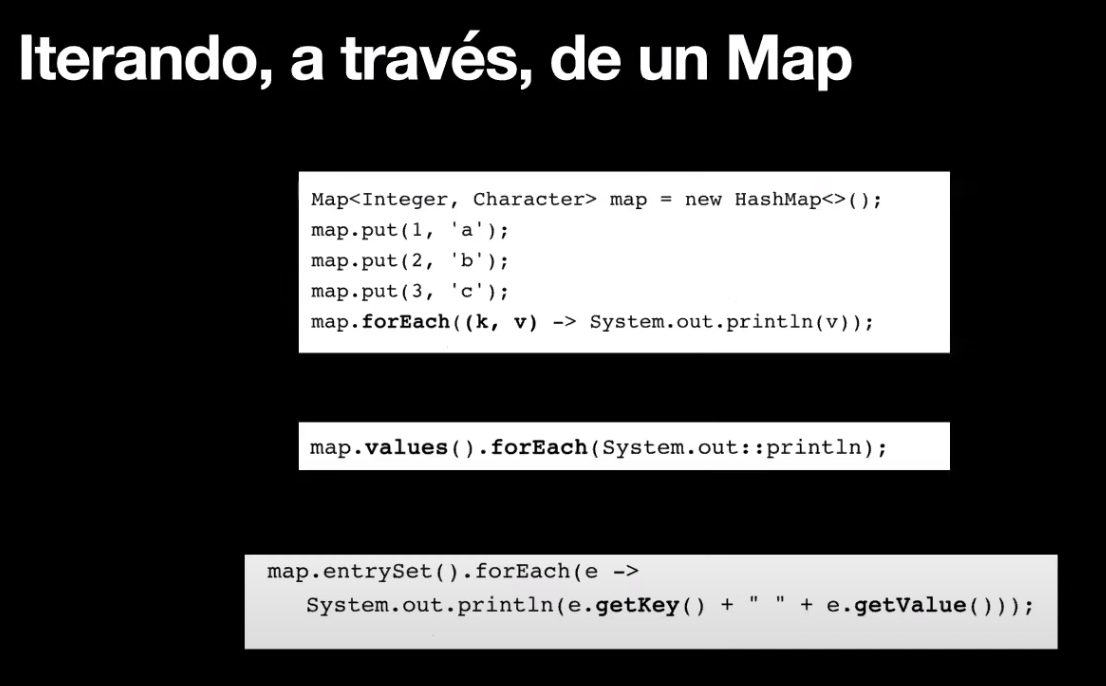 Iterando, a través, de un Map
Map<Integer, Character> map = new HashMap<>();
map.put(1, 'a');
map.put(2, 'b');
map.put(3, 'c');
map.forEach((k, v) -> System.out.println(v));
map.values().forEach(System.out::println);
map.entrySet().forEach(e ->
System.out.println(e.getKey() + " " + e.getValue()));